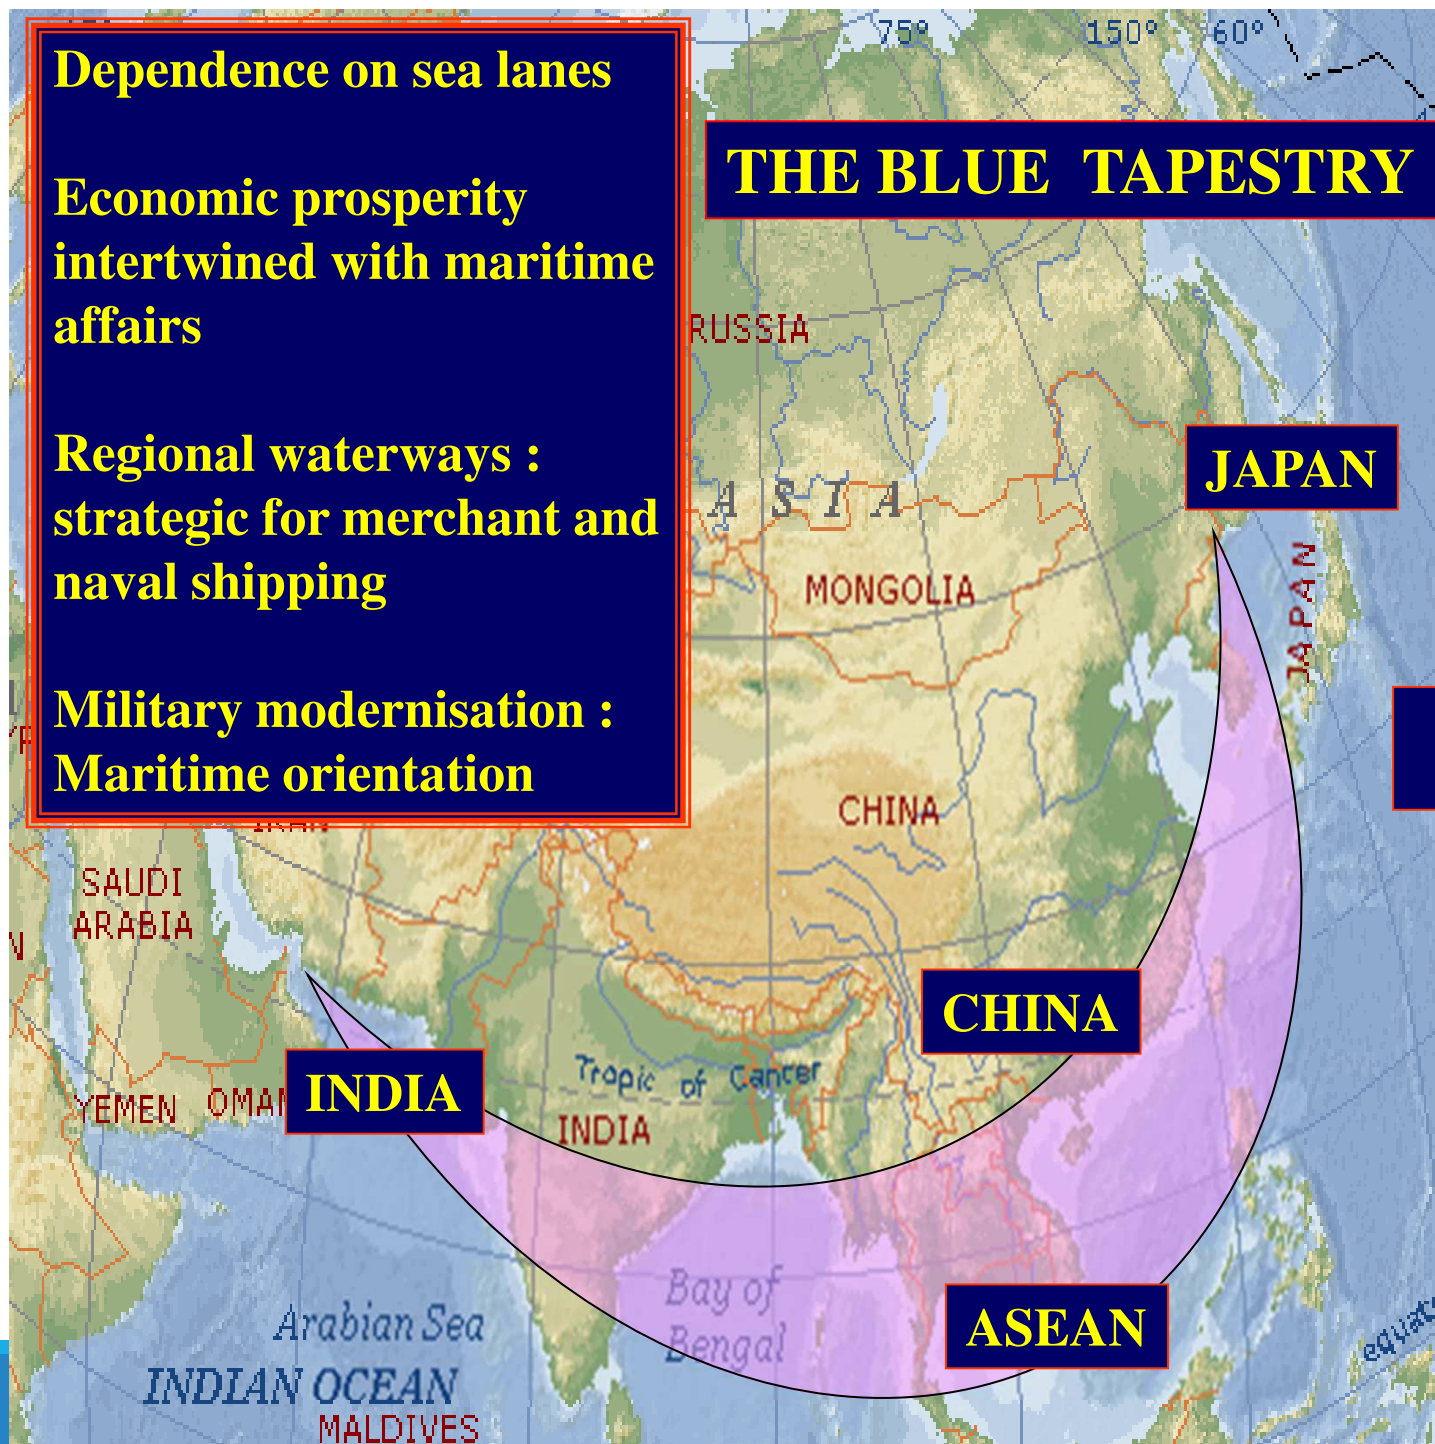 75° 150° 60°
Dependence on sea lanes
Economic prosperity
intertwined with maritime
affairs
Regional waterways :
strategic for merchant and
naval shipping
Military modernisation :
Maritime orientation
THE BLUE TAPESTRY
RUSSIA
JAPAN
A S I A
JAPAN
MONGOLIA
CHINA
IRAN
SAUDI
ARABIA
CHINA
Tropic of Cancer
INDIA
YEMEN
INDIA
Bay of
Bengal
Arabian Sea
ASEAN
INDIAN OCEAN
MALDIVES